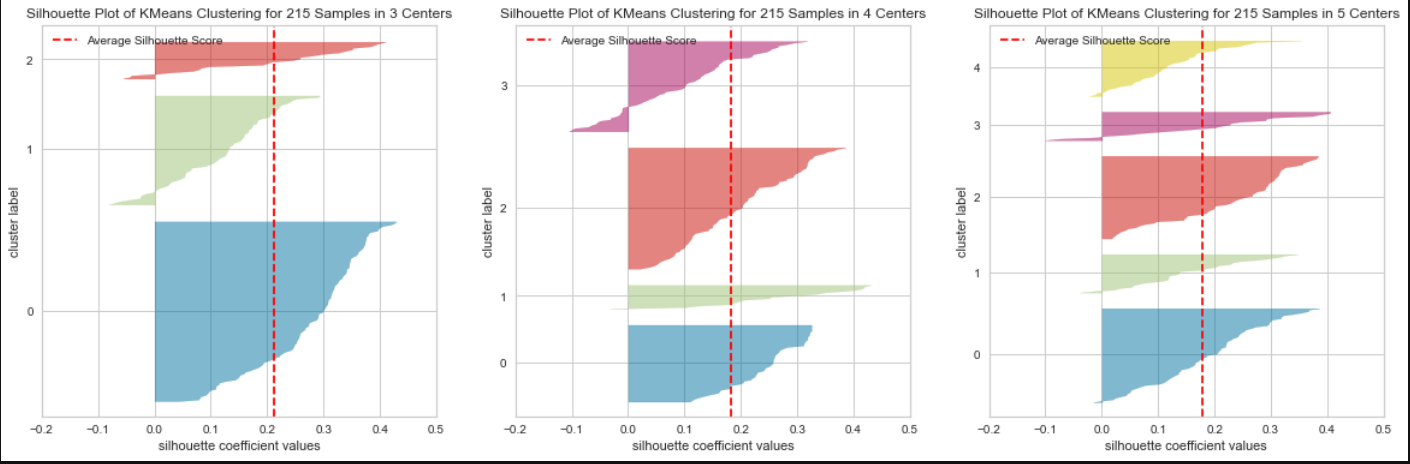 Silhouette Plot of KMeans Clustering for 215 Samples in 3 Centers
Average Silhouette Score
2
1
0
cluster label
−0.2 −0.1 0.0 0.1 0.2 0.3 0.4 0.5
silhouette coefficient values
Silhouette Plot of KMeans Clustering for 215 Samples in 4 Centers
Average Silhouette Score
3
2
1
0
cluster label
−0.2 −0.1 0.0 0.1 0.2 0.3 0.4 0.5
silhouette coefficient values
Silhouette Plot of KMeans Clustering for 215 Samples in 5 Centers
Average Silhouette Score
4
3
2
1
0
cluster label
−0.2 −0.1 0.0 0.1 0.2 0.3 0.4 0.5
silhouette coefficient values